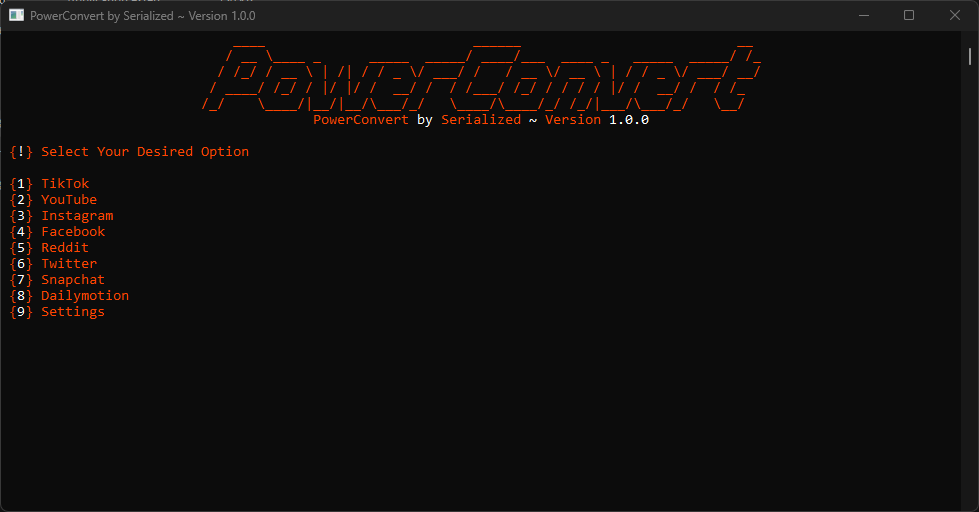 PowerConvert by Serialized ~ Version 1.0.0
PowerConvert
PowerConvert by Serialized ~ Version 1.0.0
{!} Select Your Desired Option
{1} TikTok
{2} YouTube
{3} Instagram
{4} Facebook
{5} Reddit
{6} Twitter
{7} Snapchat
{8} Dailymotion
{9} Settings